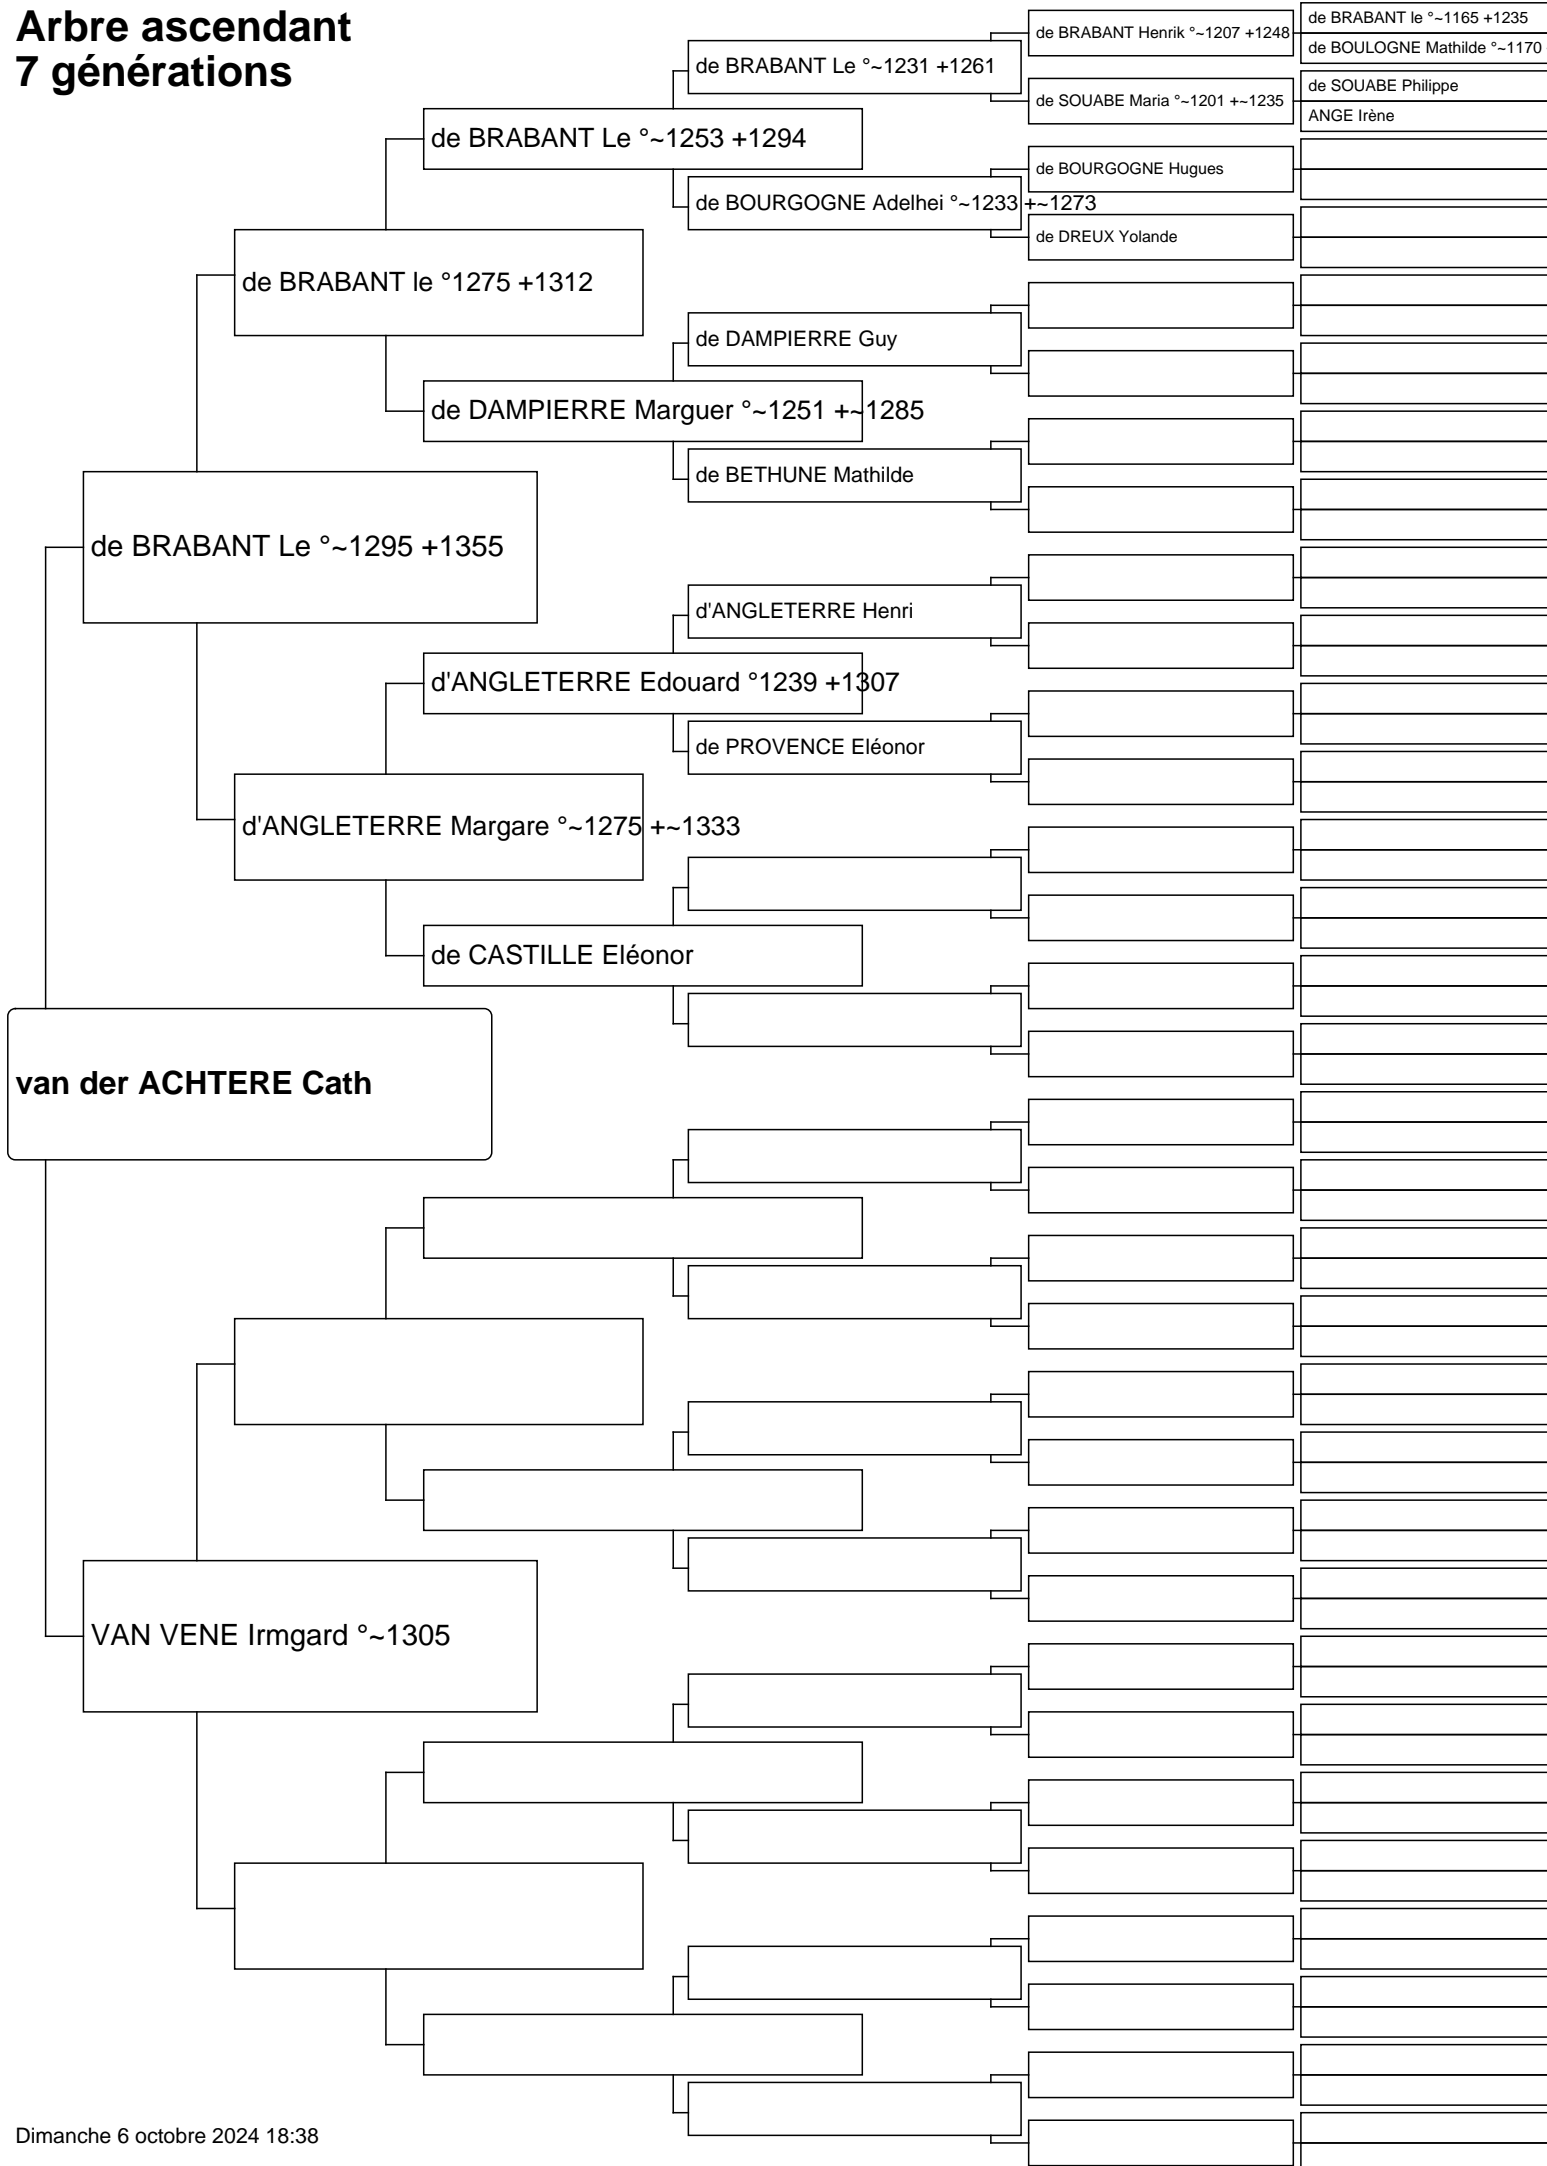 Arbre ascendant
7 générations
de BRABANT le °~1165 +1235
de BRABANT Henrik °~1207 +1248
de BOULOGNE Mathilde °~1170
de BRABANT Le °~1231 +1261
de SOUABE Philippe
de SOUABE Maria °~1201 +~1235
ANGE Irène
de BRABANT Le °~1253 +1294
de BOURGOGNE Hugues
de BOURGOGNE Adelhei °~1233 +~1273
de DREUX Yolande
de BRABANT le °1275 +1312
de DAMPIERRE Guy
de DAMPIERRE Marguer °~1251 +~1285
de BETHUNE Mathilde
de BRABANT Le °~1295 +1355
d'ANGLETERRE Henri
d'ANGLETERRE Edouard °1239 +1307
de PROVENCE Eléonor
d'ANGLETERRE Margare °~1275 +~1333
de CASTILLE Eléonor
van der ACHTERE Cath
VAN VENE Irmgard °~1305
Dimanche 6 octobre 2024 18:38